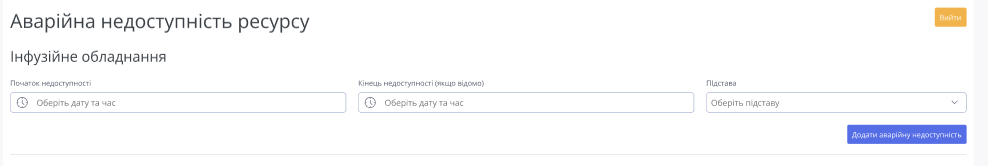 Аварійна недоступність ресурсу
Вийти
Інфузійне обладнання
Початок недоступності
Кінець недоступності (якщо відомо)
Підстава
Оберіть дату та час
Оберіть дату та час
Оберіть підставу
Додати аварійну недоступність